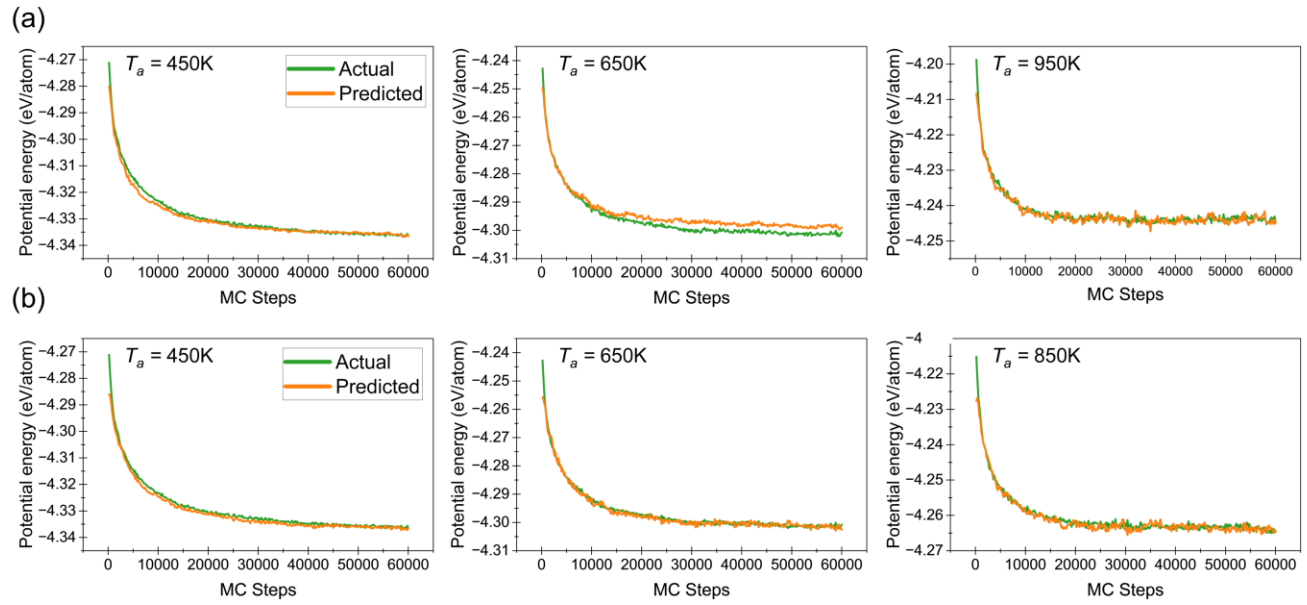 (a)
Tₐ = 450K
Actual
Predicted
Potential energy (eV/atom)
−4.27
−4.28
−4.29
−4.30
−4.31
−4.32
−4.33
−4.34
0 10000 20000 30000 40000 50000 60000
MC Steps
Tₐ = 650K
Potential energy (eV/atom)
−4.24
−4.25
−4.26
−4.27
−4.28
−4.29
−4.30
−4.31
0 10000 20000 30000 40000 50000 60000
MC Steps
Tₐ = 950K
Potential energy (eV/atom)
−4.20
−4.21
−4.22
−4.23
−4.24
−4.25
0 10000 20000 30000 40000 50000 60000
MC Steps
(b)
Tₐ = 450K
Actual
Predicted
Potential energy (eV/atom)
−4.27
−4.28
−4.29
−4.30
−4.31
−4.32
−4.33
−4.34
0 10000 20000 30000 40000 50000 60000
MC Steps
Tₐ = 650K
Potential energy (eV/atom)
−4.24
−4.25
−4.26
−4.27
−4.28
−4.29
−4.30
−4.31
0 10000 20000 30000 40000 50000 60000
MC Steps
Tₐ = 850K
Potential energy (eV/atom)
−4
−4.22
−4.23
−4.24
−4.25
−4.26
−4.27
0 10000 20000 30000 40000 50000 60000
MC Steps